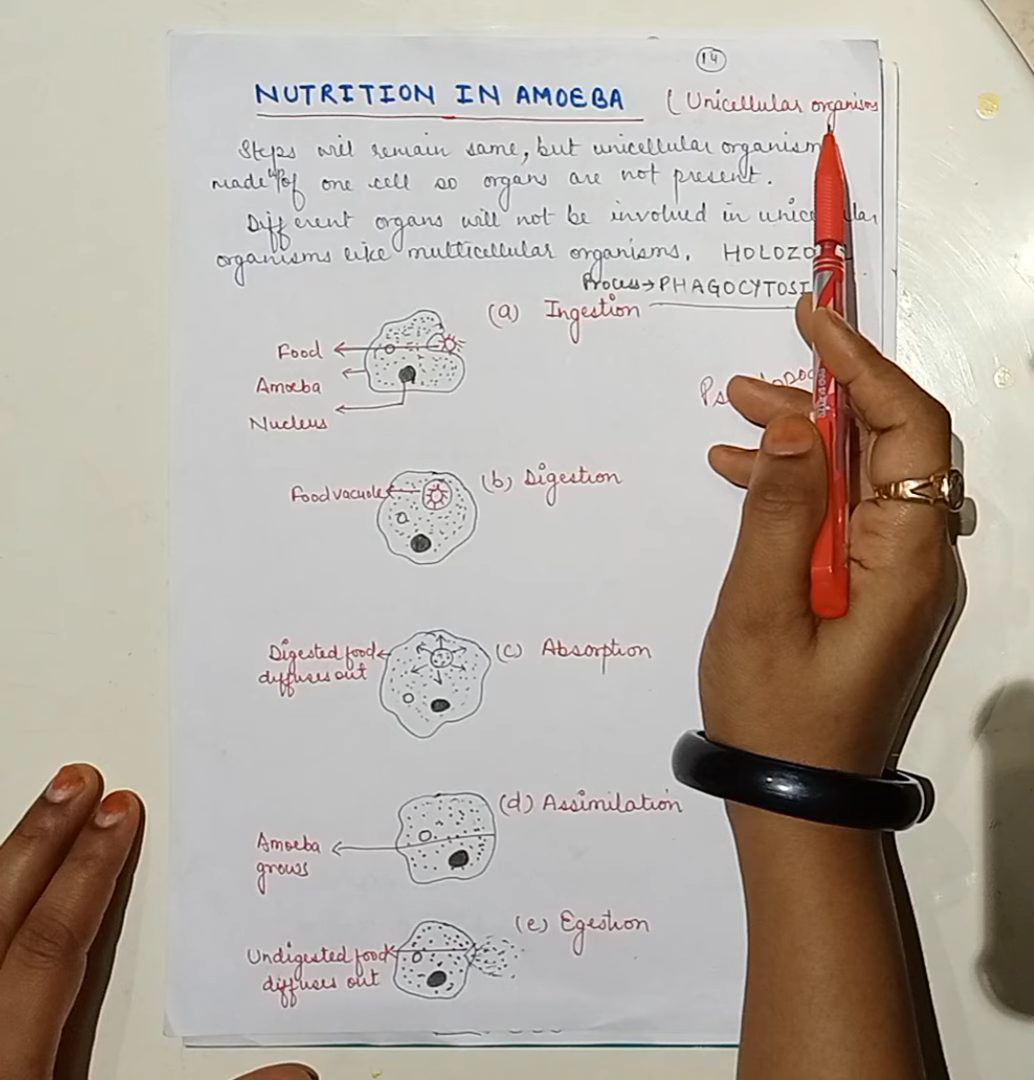 14
NUTRITION IN AMOEBA (Unicellular organisms
Steps will remain same, but unicellular organism
made up of one cell so organs are not present.
Different organs will not be involved in
organisms like multicellular organisms.
Process → PHAGOCYTOSI
(a) Ingestion
Food
Amoeba
Nucleus
(b) Digestion
Food vacuole
(c) Absorption
Digested food
diffuses out
(d) Assimilation
Amoeba
grows
(e) Egestion
Undigested food
diffuses out